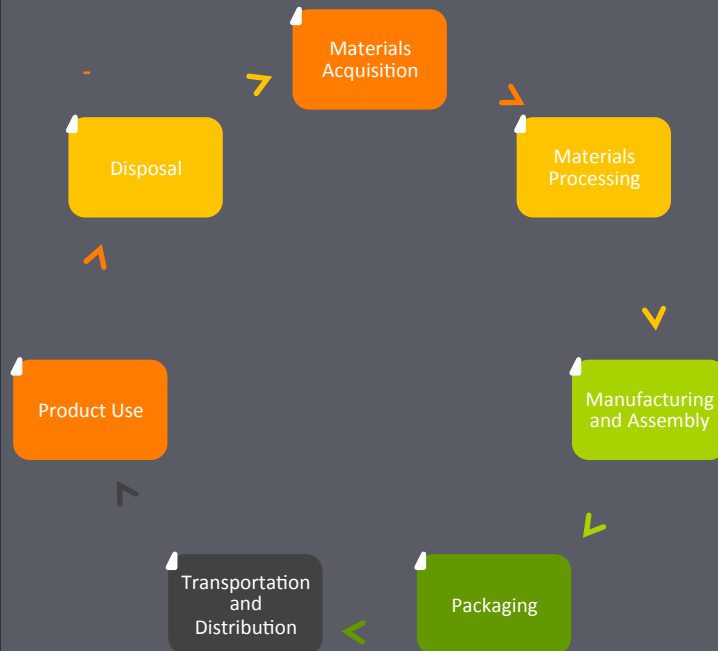 Materials
Acquisition
Materials
Processing
Manufacturing
and Assembly
Packaging
Transportation
and
Distribution
Product Use
Disposal
-